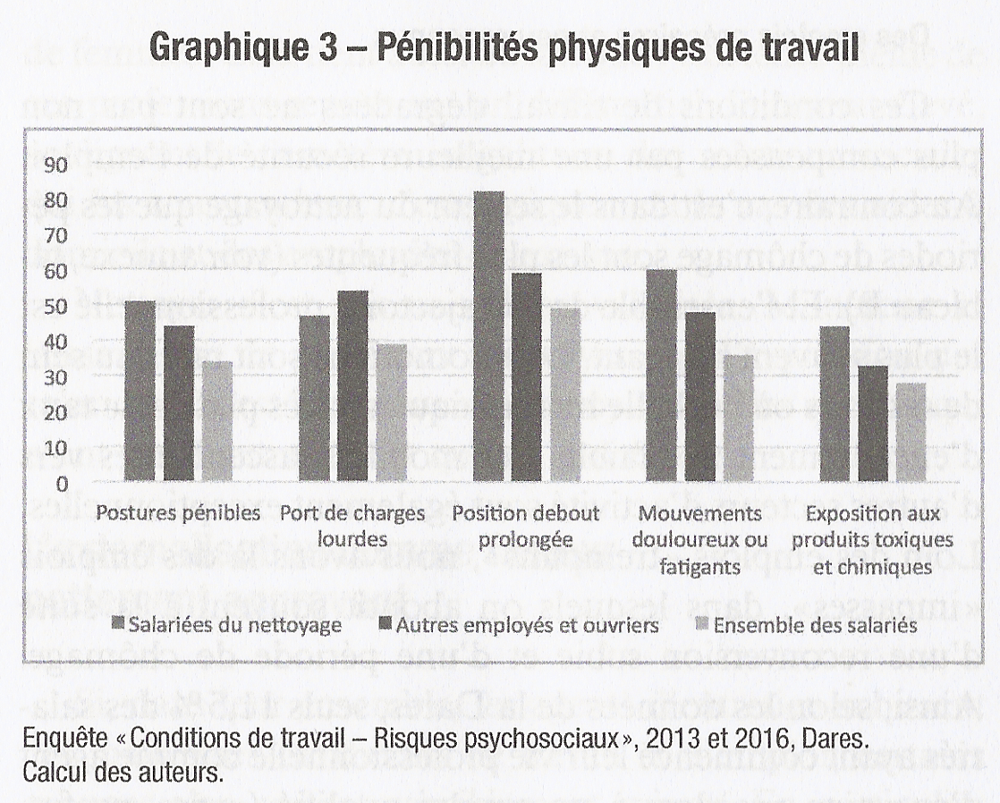 Graphique 3 – Pénibilités physiques de travail
90
80
70
60
50
40
30
20
10
0
Postures pénibles
Port de charges
lourdes
Position debout
prolongée
Mouvements
douloureux ou
fatigants
Exposition aux
produits toxiques
et chimiques
Salariées du nettoyage
Autres employés et ouvriers
Ensemble des salariés
Enquête «Conditions de travail – Risques psychosociaux», 2013 et 2016, Dares.
Calcul des auteurs.